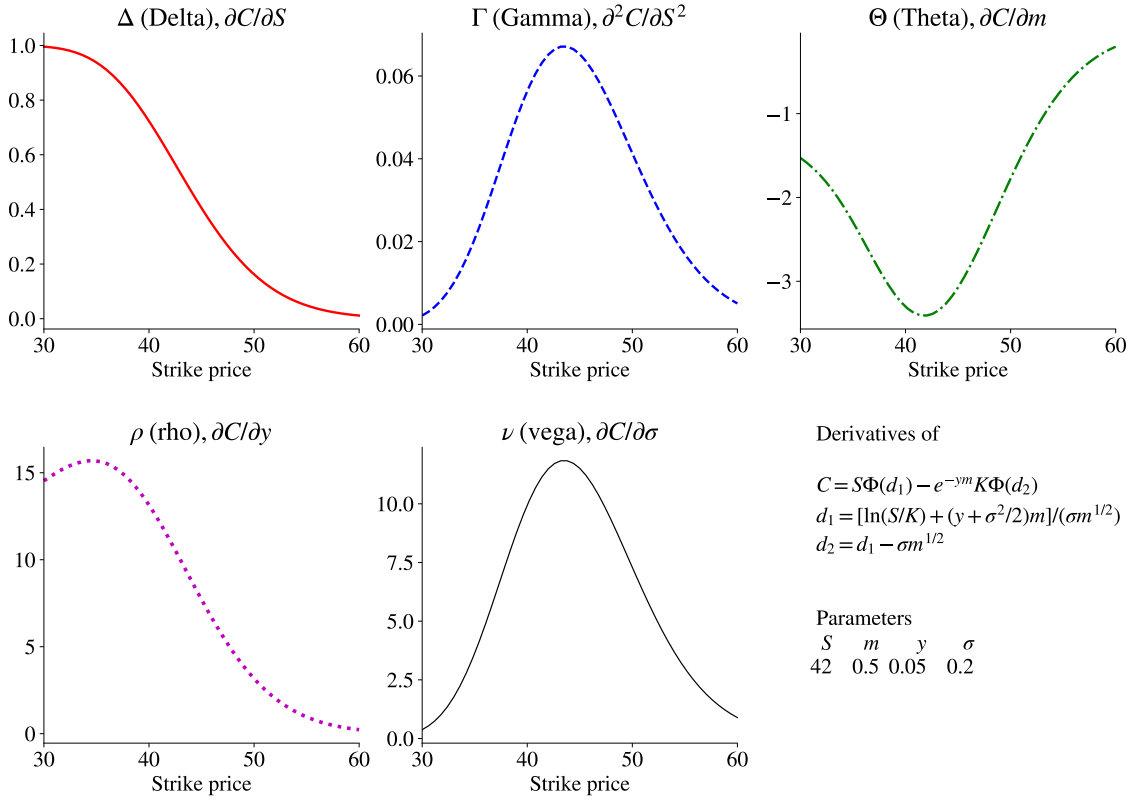 Δ (Delta), ∂C/∂S
1.0
0.8
0.6
0.4
0.2
0.0
30 40 50 60
Strike price
Γ (Gamma), ∂²C/∂S²
0.06
0.04
0.02
0.00
30 40 50 60
Strike price
Θ (Theta), ∂C/∂m
−1
−2
−3
30 40 50 60
Strike price
ρ (rho), ∂C/∂y
15
10
5
0
30 40 50 60
Strike price
ν (vega), ∂C/∂σ
10.0
7.5
5.0
2.5
0.0
30 40 50 60
Strike price
Derivatives of
C = SΦ(d₁) − e^{−ym}KΦ(d₂)
d₁ = [ln(S/K) + (y + σ²/2)m]/(σm^{1/2})
d₂ = d₁ − σm^{1/2}
Parameters
S m y σ
42 0.5 0.05 0.2